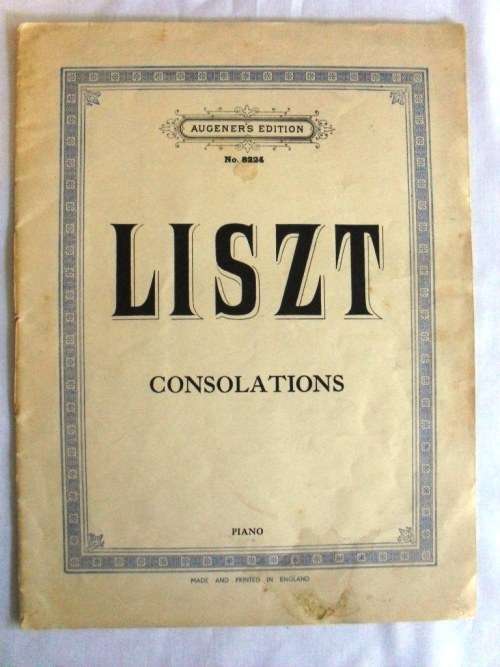 AUGENER'S EDITION
No. 8224
LISZT
CONSOLATIONS
PIANO
MADE AND PRINTED IN ENGLAND